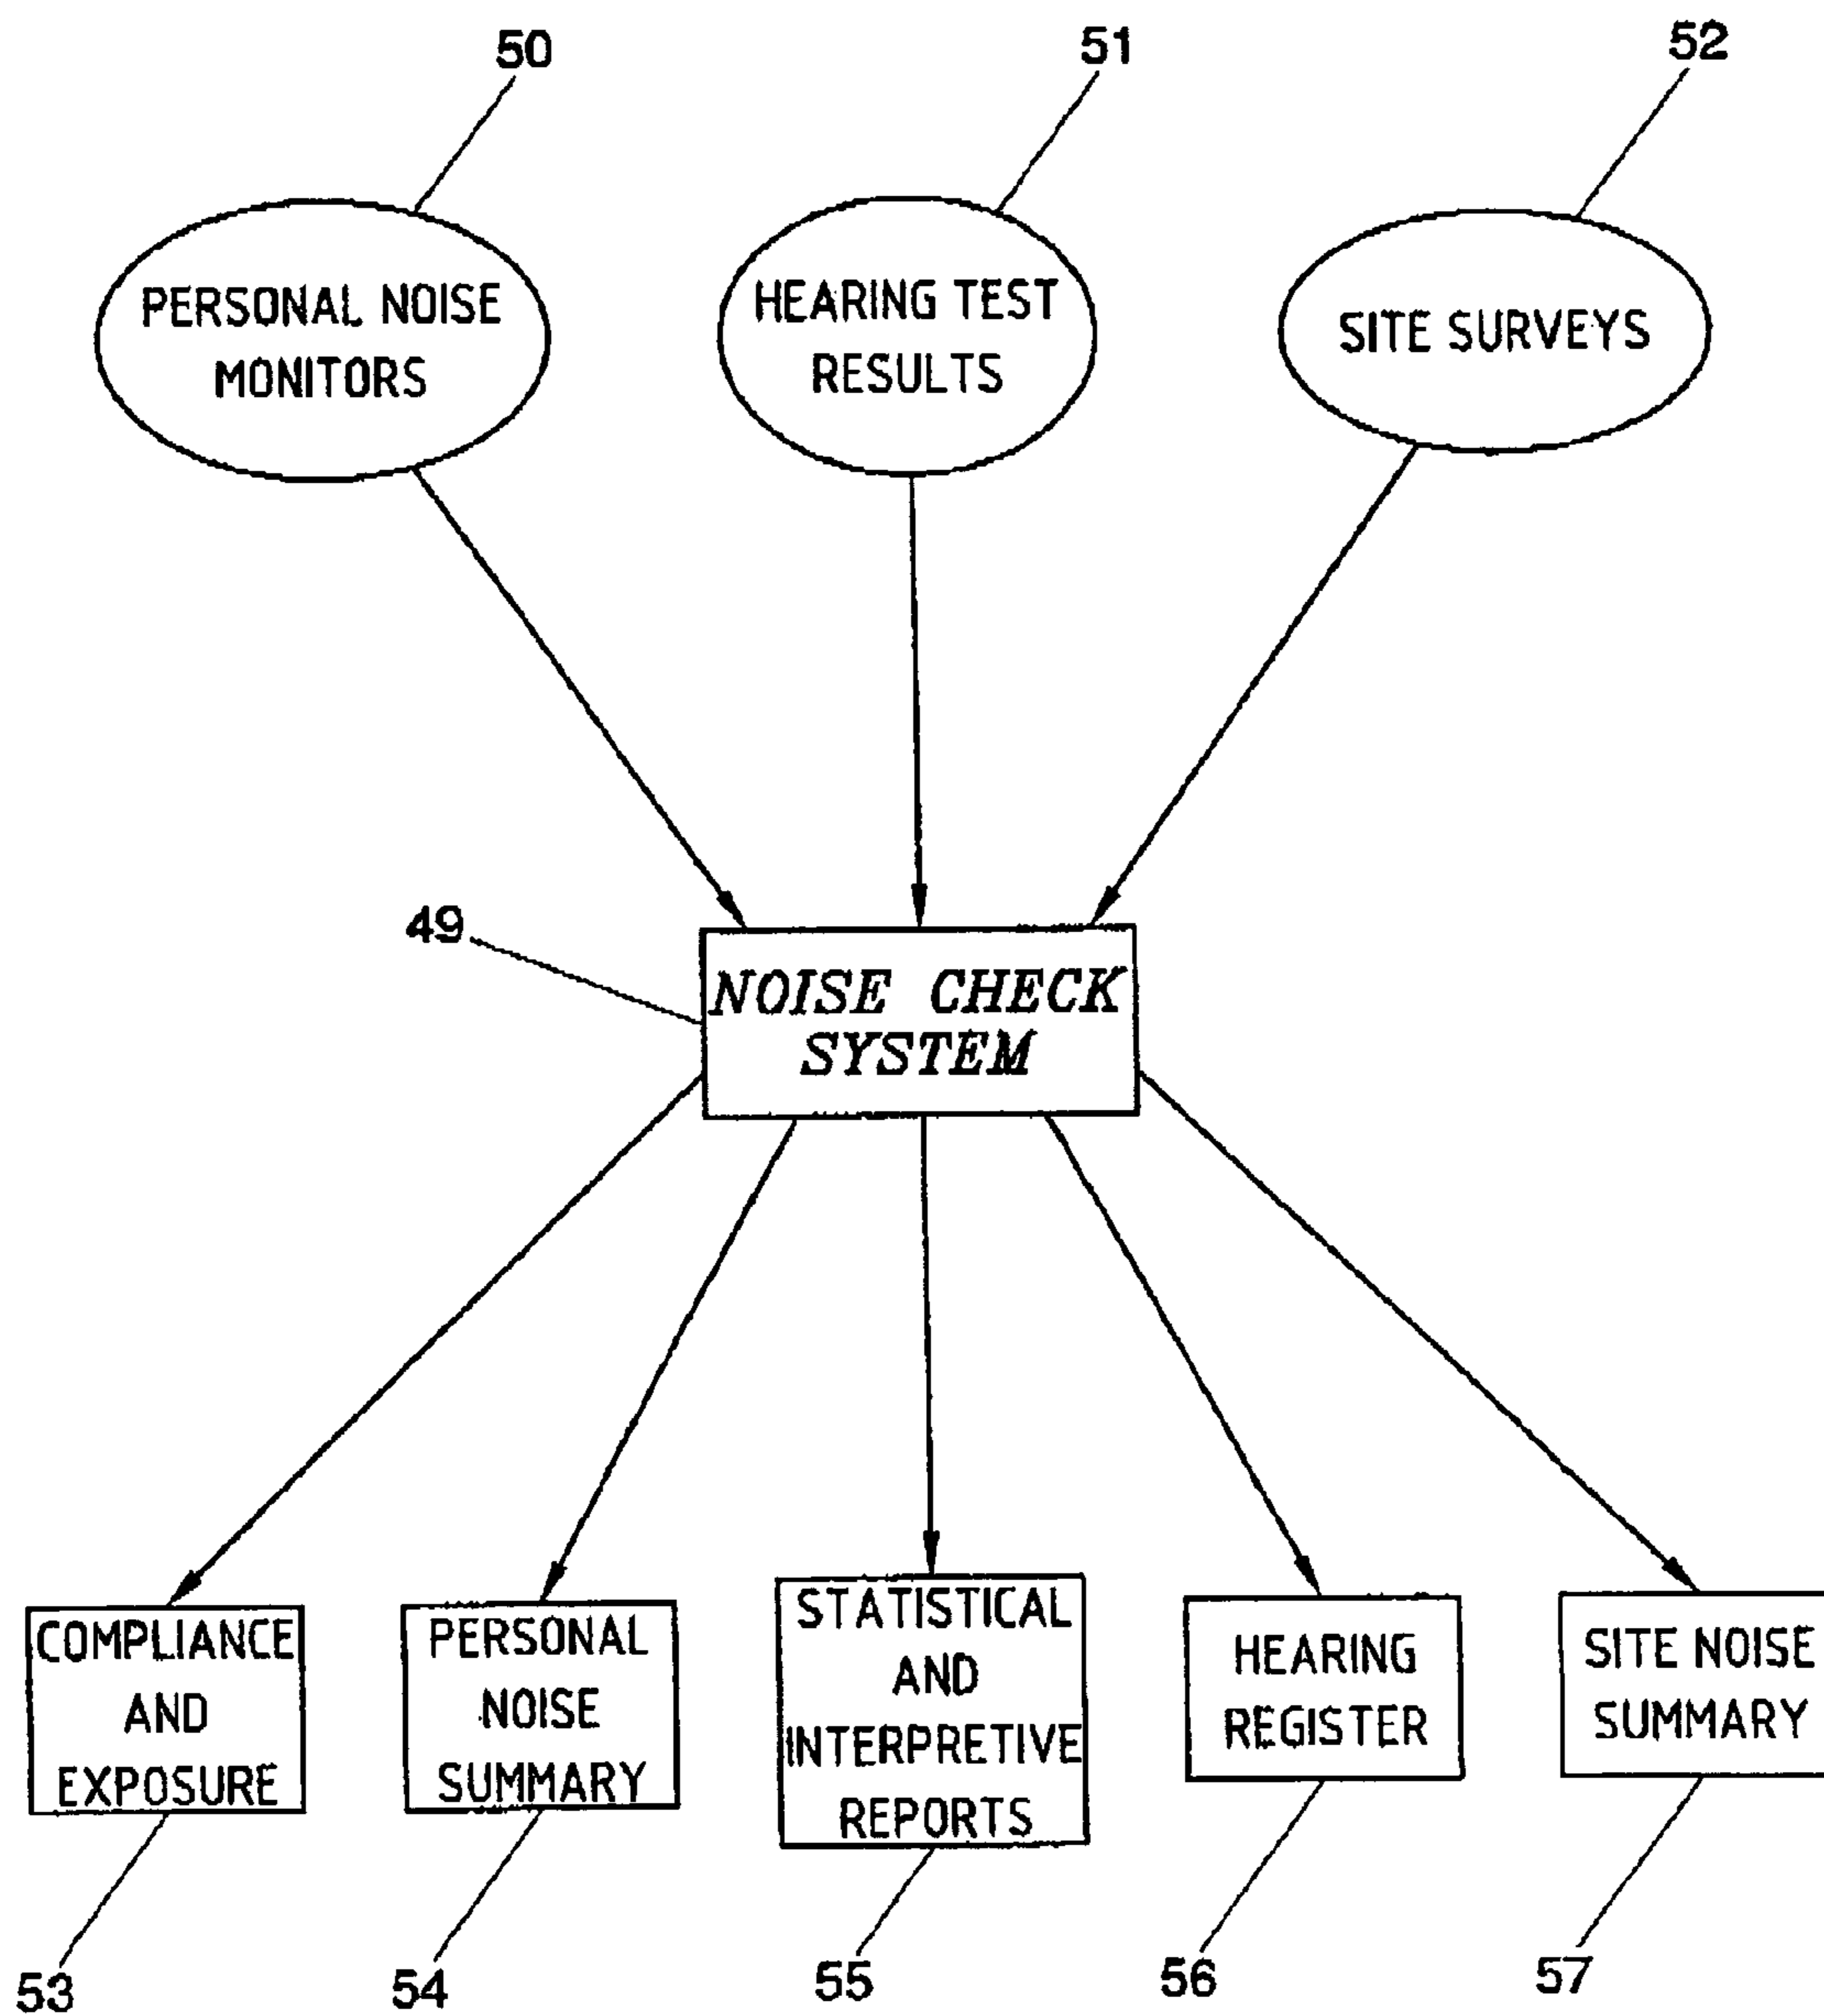 50
51
52
PERSONAL NOISE
MONITORS
HEARING TEST
RESULTS
SITE SURVEYS
49
NOISE CHECK
SYSTEM
COMPLIANCE
AND
EXPOSURE
PERSONAL
NOISE
SUMMARY
STATISTICAL
AND
INTERPRETIVE
REPORTS
HEARING
REGISTER
SITE NOISE
SUMMARY
53
54
55
56
57